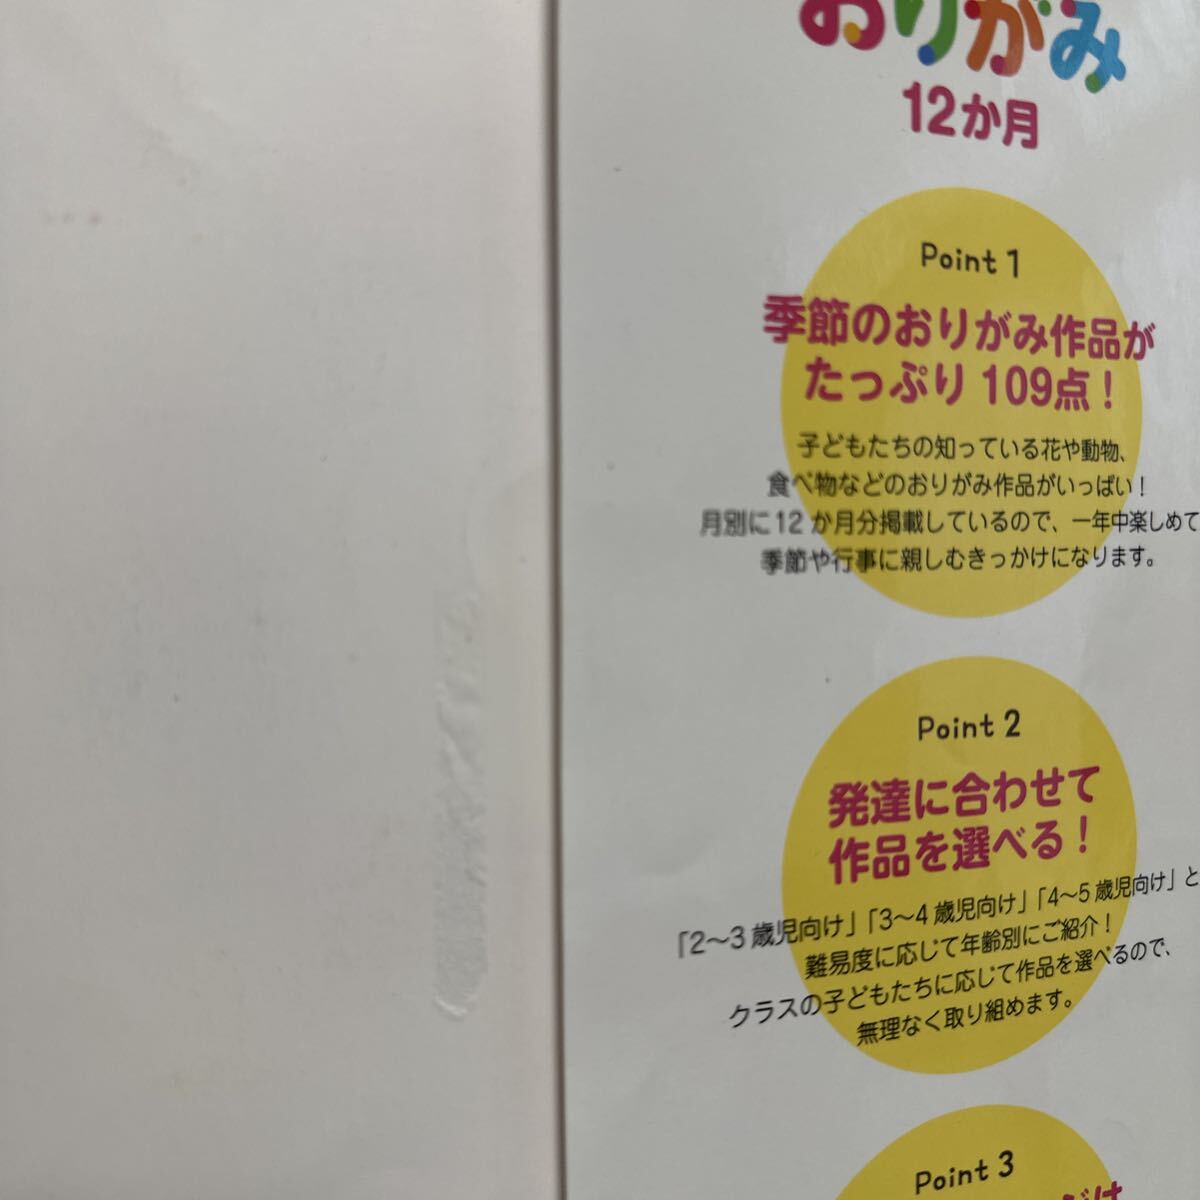 おりがみ
12か月
Point 1
季節のおりがみ作品が
たっぷり 109点！
子どもたちの知っている花や動物、
食べ物などのおりがみ作品がいっぱい！
月別に12 か月分掲載しているので、一年中楽しめて
季節や行事に親しむきっかけになります。
Point 2
発達に合わせて
作品を選べる！
「2〜3 歳児向け」「3〜4 歳児向け」「4〜5 歳児向け」と
難易度に応じて年齢別にご紹介！
クラスの子どもたちに応じて作品を選べるので、
無理なく取り組めます。
Point 3